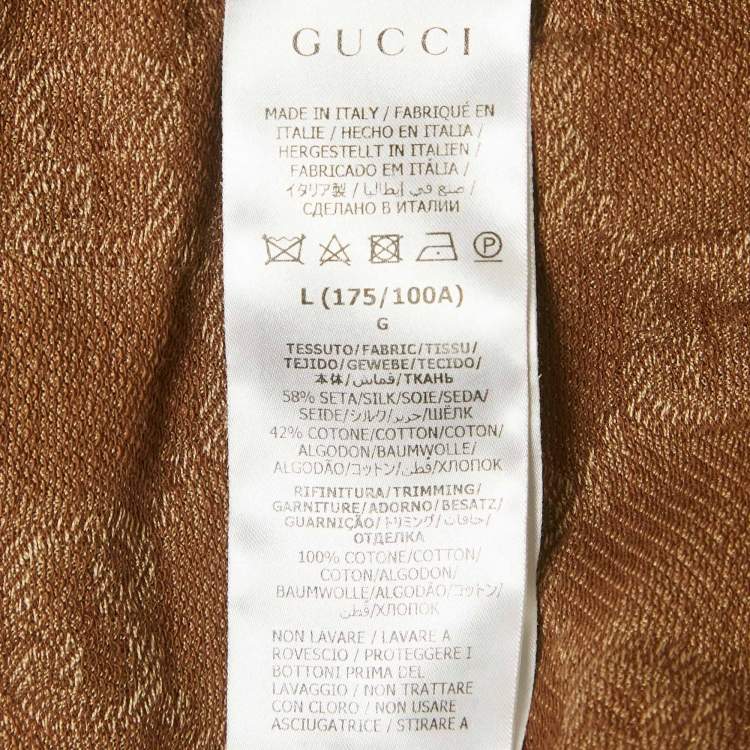 GUCCI
MADE IN ITALY / FABRIQUÉ EN
ITALIE / HECHO EN ITALIA /
HERGESTELLT IN ITALIEN /
FABRICADO EM ITÁLIA /
イタリア製 / صنع في إيطاليا /
СДЕЛАНО В ИТАЛИИ
P
L (175/100A)
G
TESSUTO/FABRIC/TISSU/
TEJIDO/GEWEBE/TECIDO/
本体/قماش/ТКАНЬ
58% SETA/SILK/SOIE/SEDA/
SEIDE/シルク/حرير/ШЁЛК
42% COTONE/COTTON/COTON/
ALGODON/BAUMWOLLE/
ALGODÃO/コットン/قطن/ХЛОПОК
RIFINITURA/TRIMMING/
GARNITURE/ADORNO/BESATZ/
GUARNIÇÃO/トリミング/حافات/
ОТДЕЛКА
100% COTONE/COTTON/
COTON/ALGODON/
BAUMWOLLE/ALGODÃO/コットン/
قطن/ХЛОПОК
NON LAVARE / LAVARE A
ROVESCIO / PROTEGGERE I
BOTTONI PRIMA DEL
LAVAGGIO / NON TRATTARE
CON CLORO / NON USARE
ASCIUGATRICE / STIRARE A